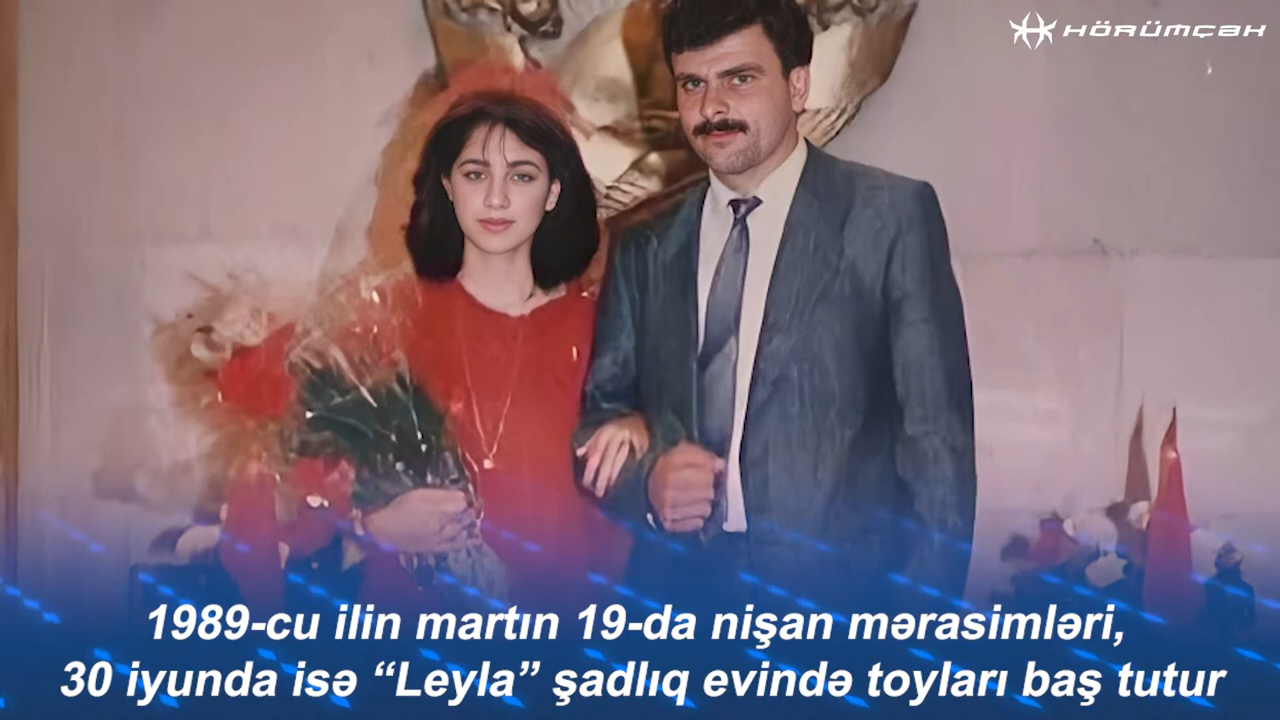 HÖRÜMÇƏK
1989-cu ilin martın 19-da nişan mərasimləri,
30 iyunda isə “Leyla” şadlıq evində toyları baş tutur